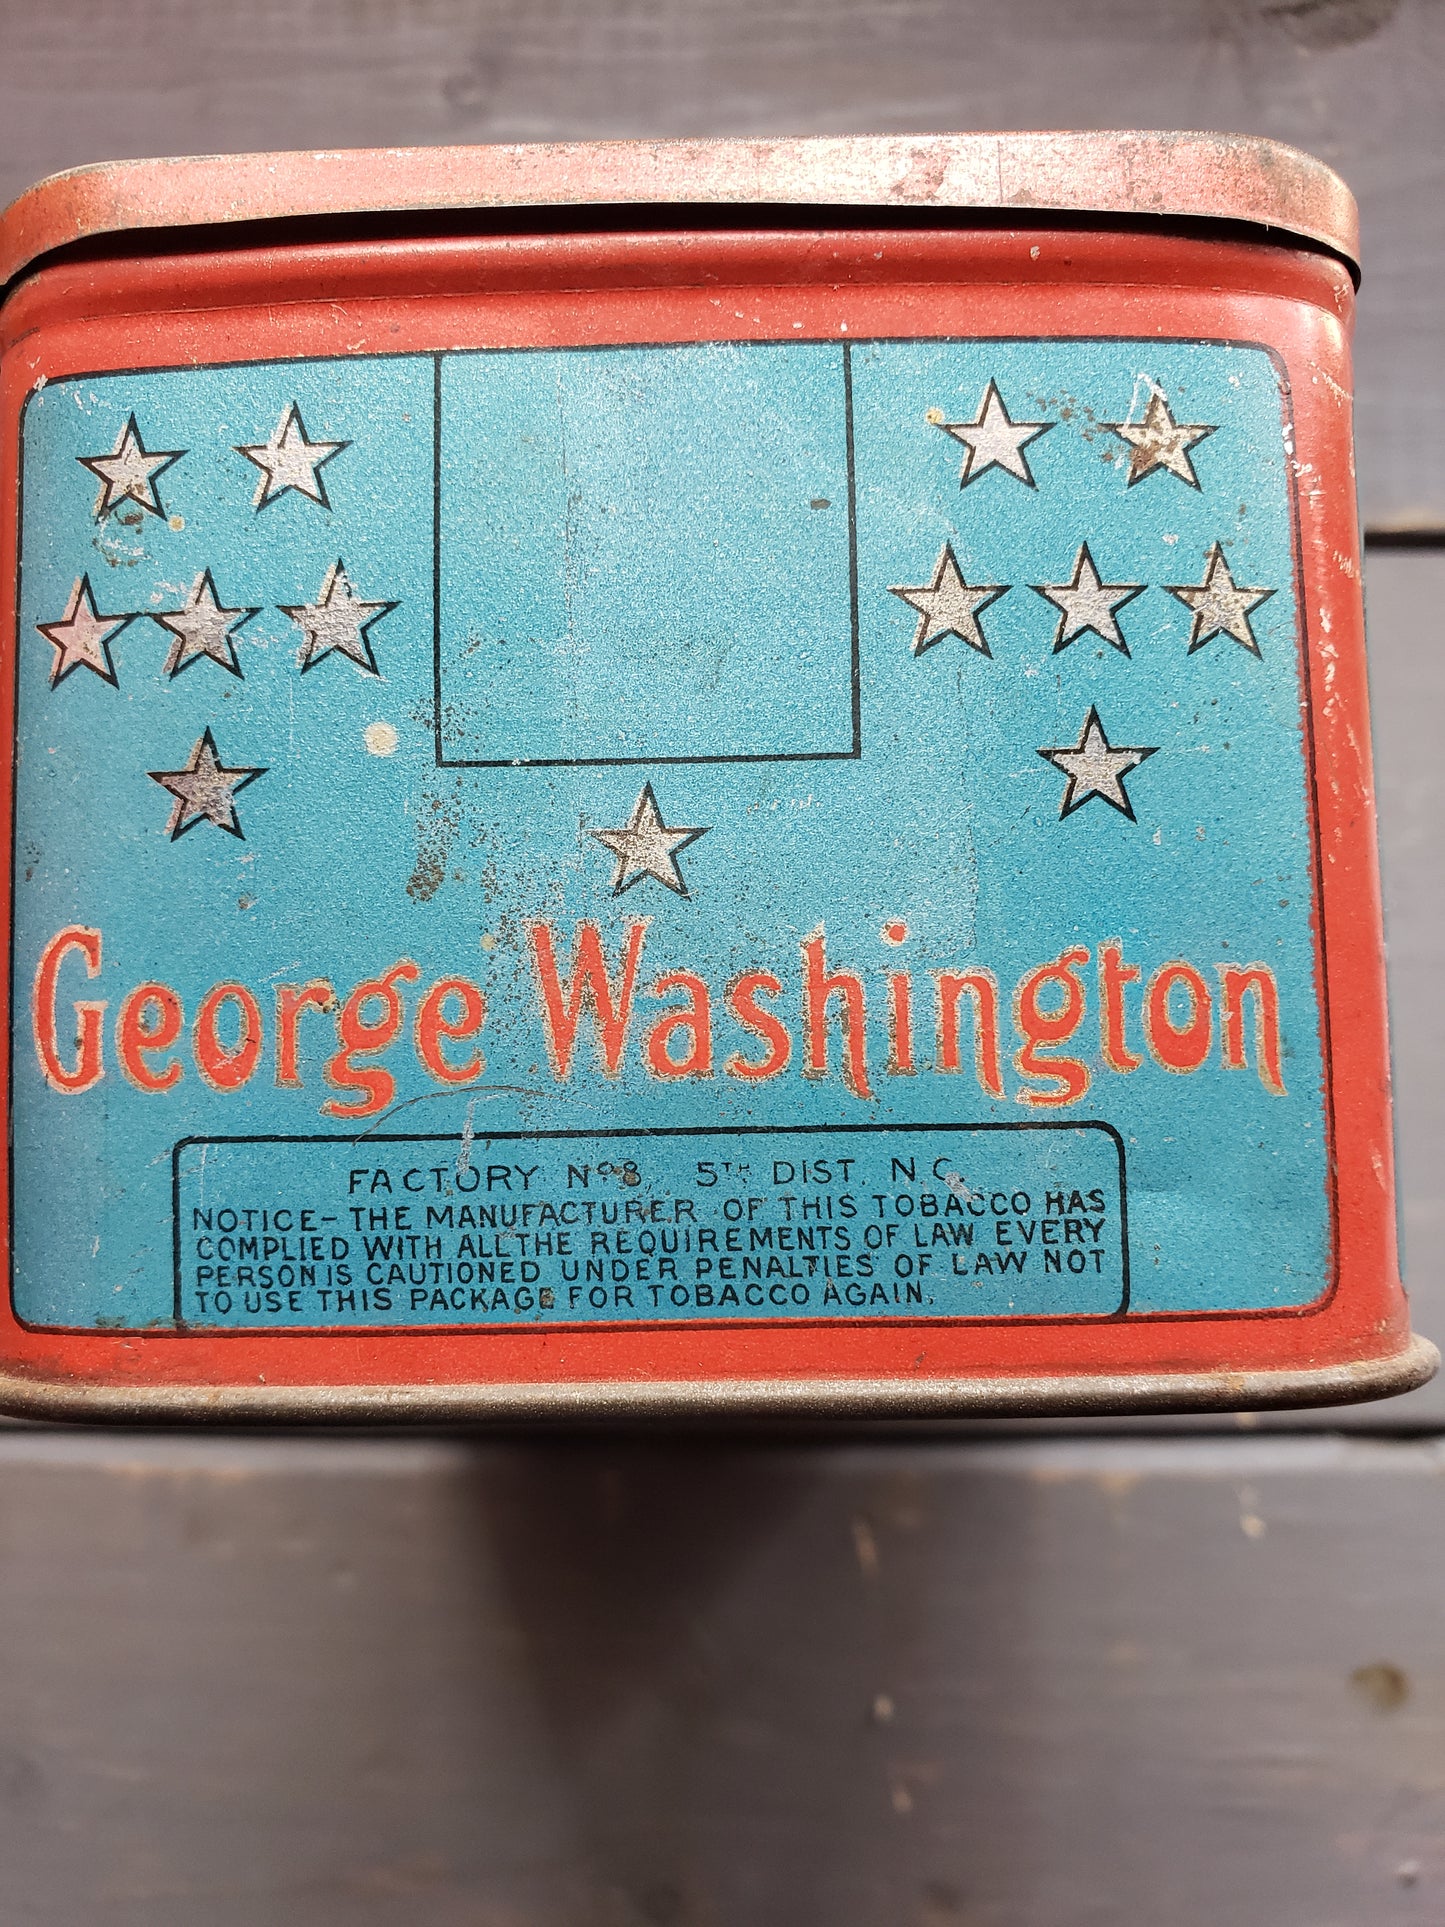 George Washington
FACTORY Nº 8, 5TH DIST. N.C.
NOTICE - THE MANUFACTURER OF THIS TOBACCO HAS
COMPLIED WITH ALL THE REQUIREMENTS OF LAW EVERY
PERSON IS CAUTIONED UNDER PENALTIES OF LAW NOT
TO USE THIS PACKAGE FOR TOBACCO AGAIN.